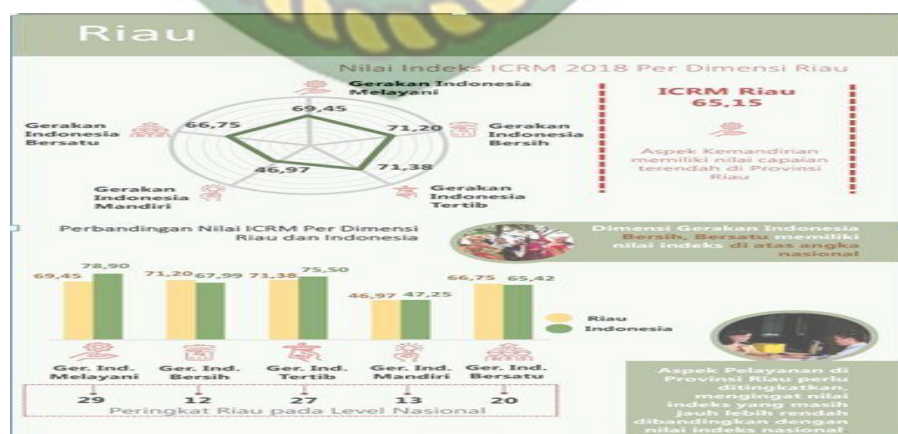 Riau
Nilai Indeks ICRM 2018 Per Dimensi Riau
Gerakan Indonesia
Melayani
69,45
Gerakan
Indonesia
Bersatu
66,75
71,20
Gerakan
Indonesia
Bersih
46,97
71,38
Gerakan
Indonesia
Mandiri
Gerakan
Indonesia
Tertib
ICRM Riau
65,15
Aspek Kemandirian
memiliki nilai capaian
terendah di Provinsi
Riau
Perbandingan Nilai ICRM Per Dimensi
Riau dan Indonesia
Dimensi Gerakan Indonesia
Bersih, Bersatu memiliki
nilai indeks di atas angka
nasional
69,45 78,90 71,20 67,99 71,38 75,50 46,97 47,25 66,75 65,42
Riau
Indonesia
Ger. Ind. Melayani
Ger. Ind. Bersih
Ger. Ind. Tertib
Ger. Ind. Mandiri
Ger. Ind. Bersatu
29 12 27 13 20
Peringkat Riau pada Level Nasional
Aspek Pelayanan di
Provinsi Riau perlu
ditingkatkan,
mengingat nilai
indeks yang masih
jauh lebih rendah
dibandingkan dengan
nilai indeks nasional.